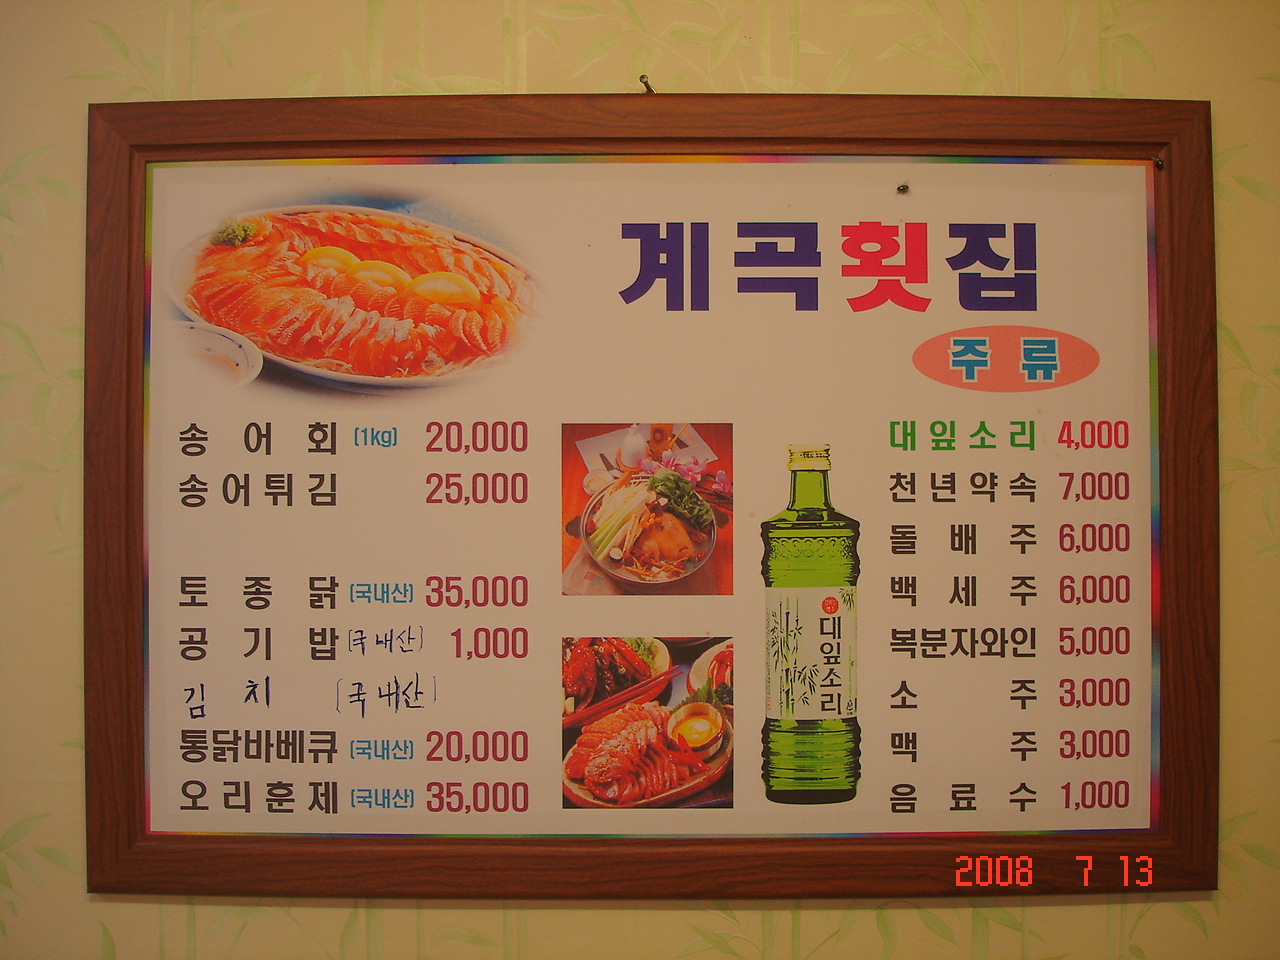 계곡횟집
주류
송어회 (1kg) 20,000
송어튀김 25,000
토종닭 (국내산) 35,000
공기밥 (국내산) 1,000
김치 (국내산)
통닭바베큐 (국내산) 20,000
오리훈제 (국내산) 35,000
대잎소리
대잎소리 4,000
천년약속 7,000
돌배주 6,000
백세주 6,000
복분자와인 5,000
소주 3,000
맥주 3,000
음료수 1,000
2008 7 13